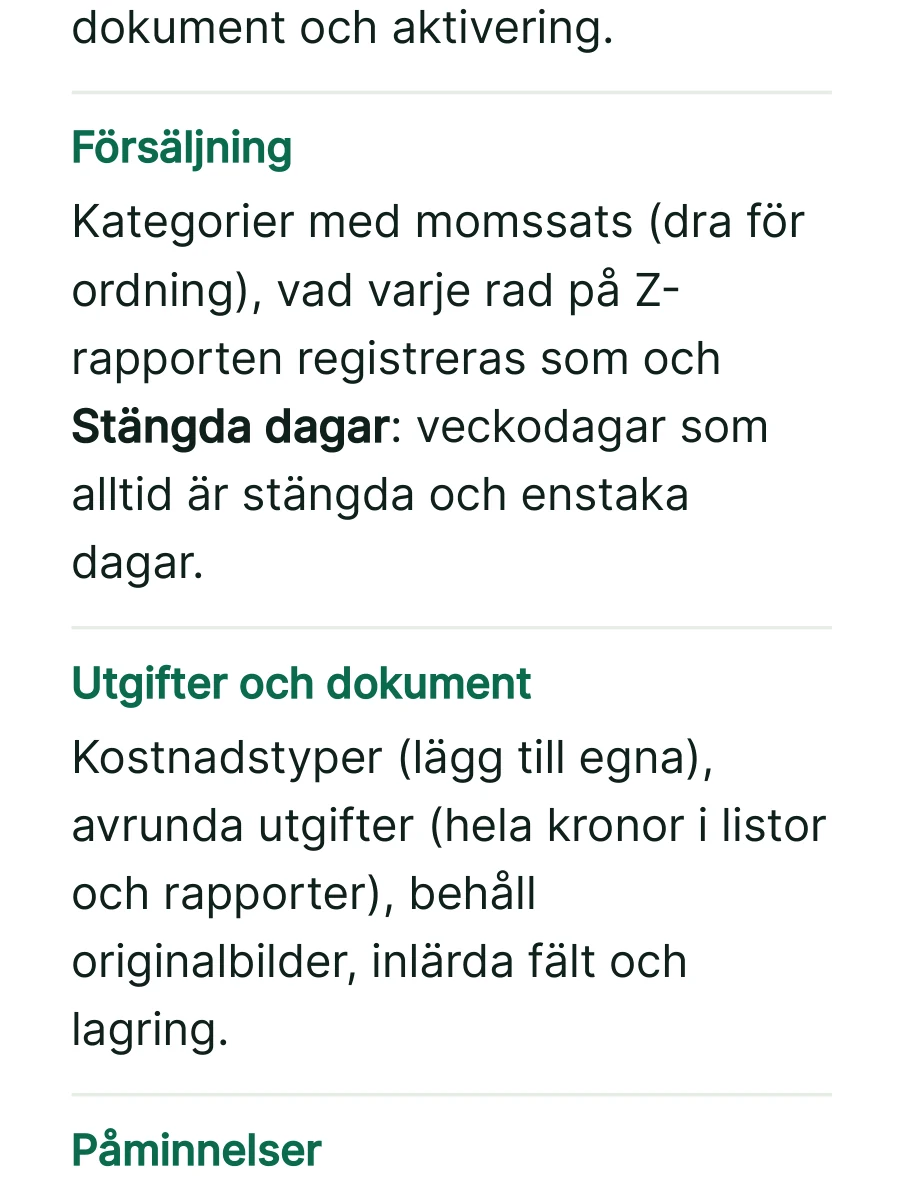 dokument och aktivering.
Försäljning
Kategorier med momssats (dra för
ordning), vad varje rad på Z-
rapporten registreras som och
Stängda dagar: veckodagar som
alltid är stängda och enstaka
dagar.
Utgifter och dokument
Kostnadstyper (lägg till egna),
avrunda utgifter (hela kronor i listor
och rapporter), behåll
originalbilder, inlärda fält och
lagring.
Påminnelser